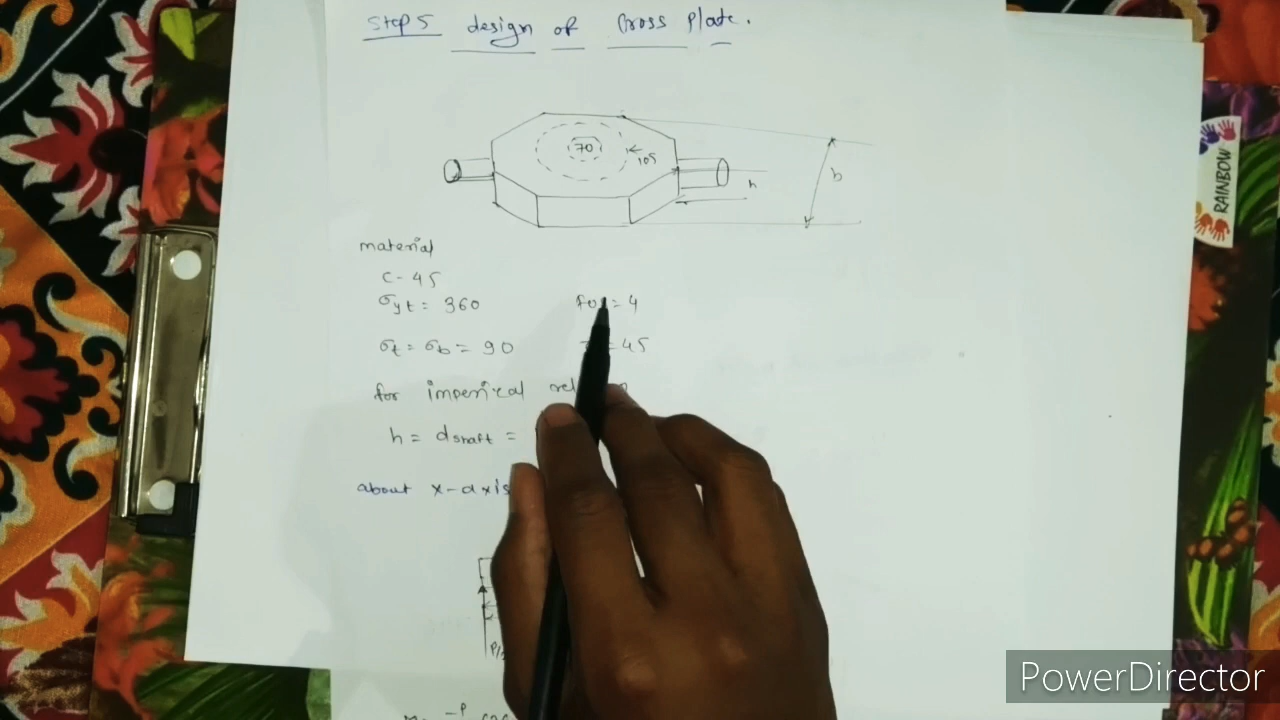 Step 5 design of Cross Plate.
70
105
h
b
RAINBOW
material
C-45
σyt = 360 fos = 4
σt = σb = 90 = 45
for imperical
h = dshaft =
about x-axis
PowerDirector